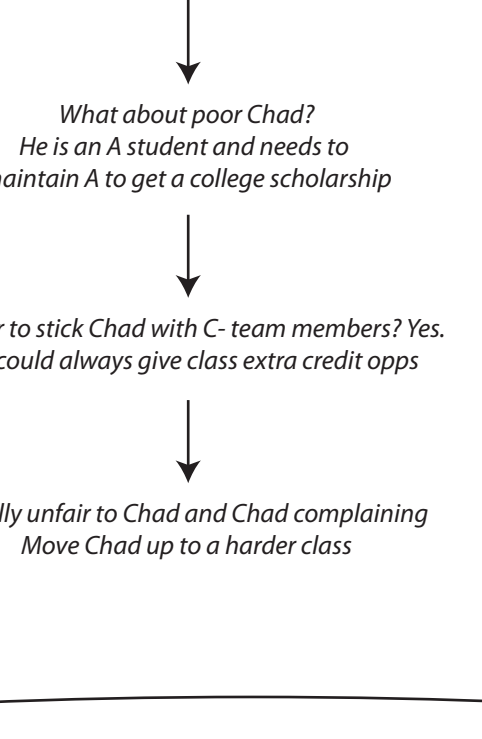 What about poor Chad?
He is an A student and needs to
A to get a college scholarship
to stick Chad with C- team members? Yes.
could always give class extra credit opps
unfair to Chad and Chad complaining
Move Chad up to a harder class